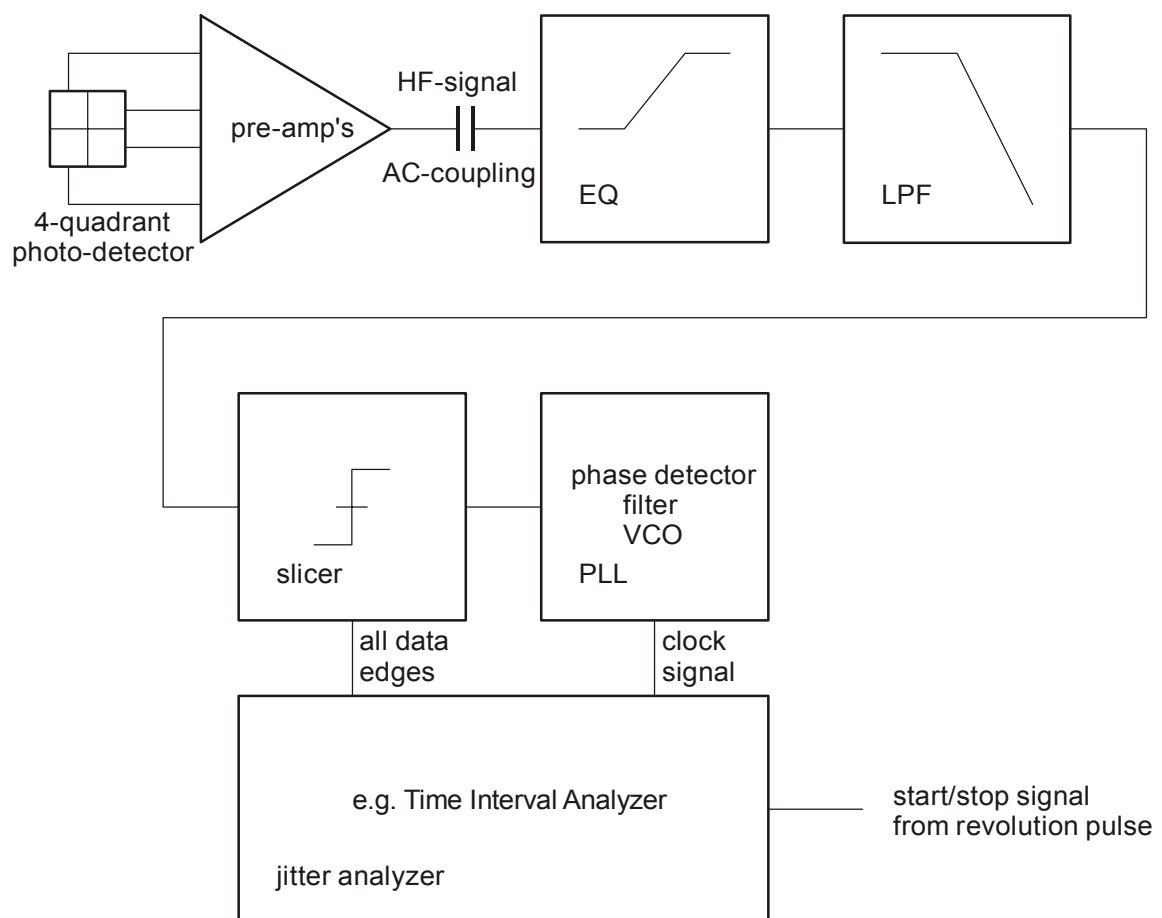 pre-amp's
HF-signal
AC-coupling
EQ
LPF
4-quadrant
photo-detector
phase detector
filter
VCO
slicer
PLL
all data
edges
clock
signal
e.g. Time Interval Analyzer
start/stop signal
from revolution pulse
jitter analyzer